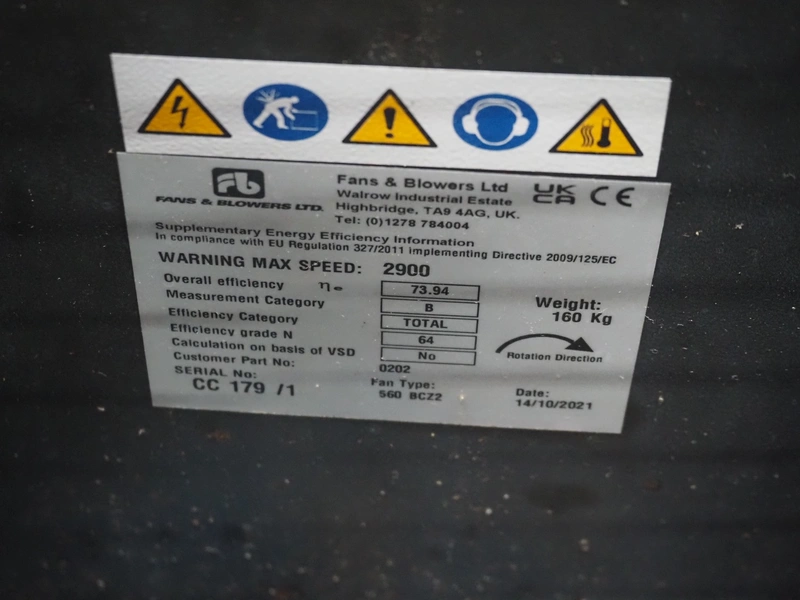 Fb
FANS & BLOWERS LTD.
Fans & Blowers Ltd
Walrow Industrial Estate
Highbridge, TA9 4AG, UK.
Tel: (0)1278 784004
UK
CA
CE
Supplementary Energy Efficiency Information
In compliance with EU Regulation 327/2011 implementing Directive 2009/125/EC
WARNING MAX SPEED: 2900
Overall efficiency ηe 73.94
Measurement Category B
Efficiency Category TOTAL
Efficiency grade N 64
Calculation on basis of VSD No
Customer Part No: 0202
SERIAL No:
CC 179 /1
Fan Type:
560 BCZ2
Weight:
160 Kg
Rotation Direction
Date:
14/10/2021